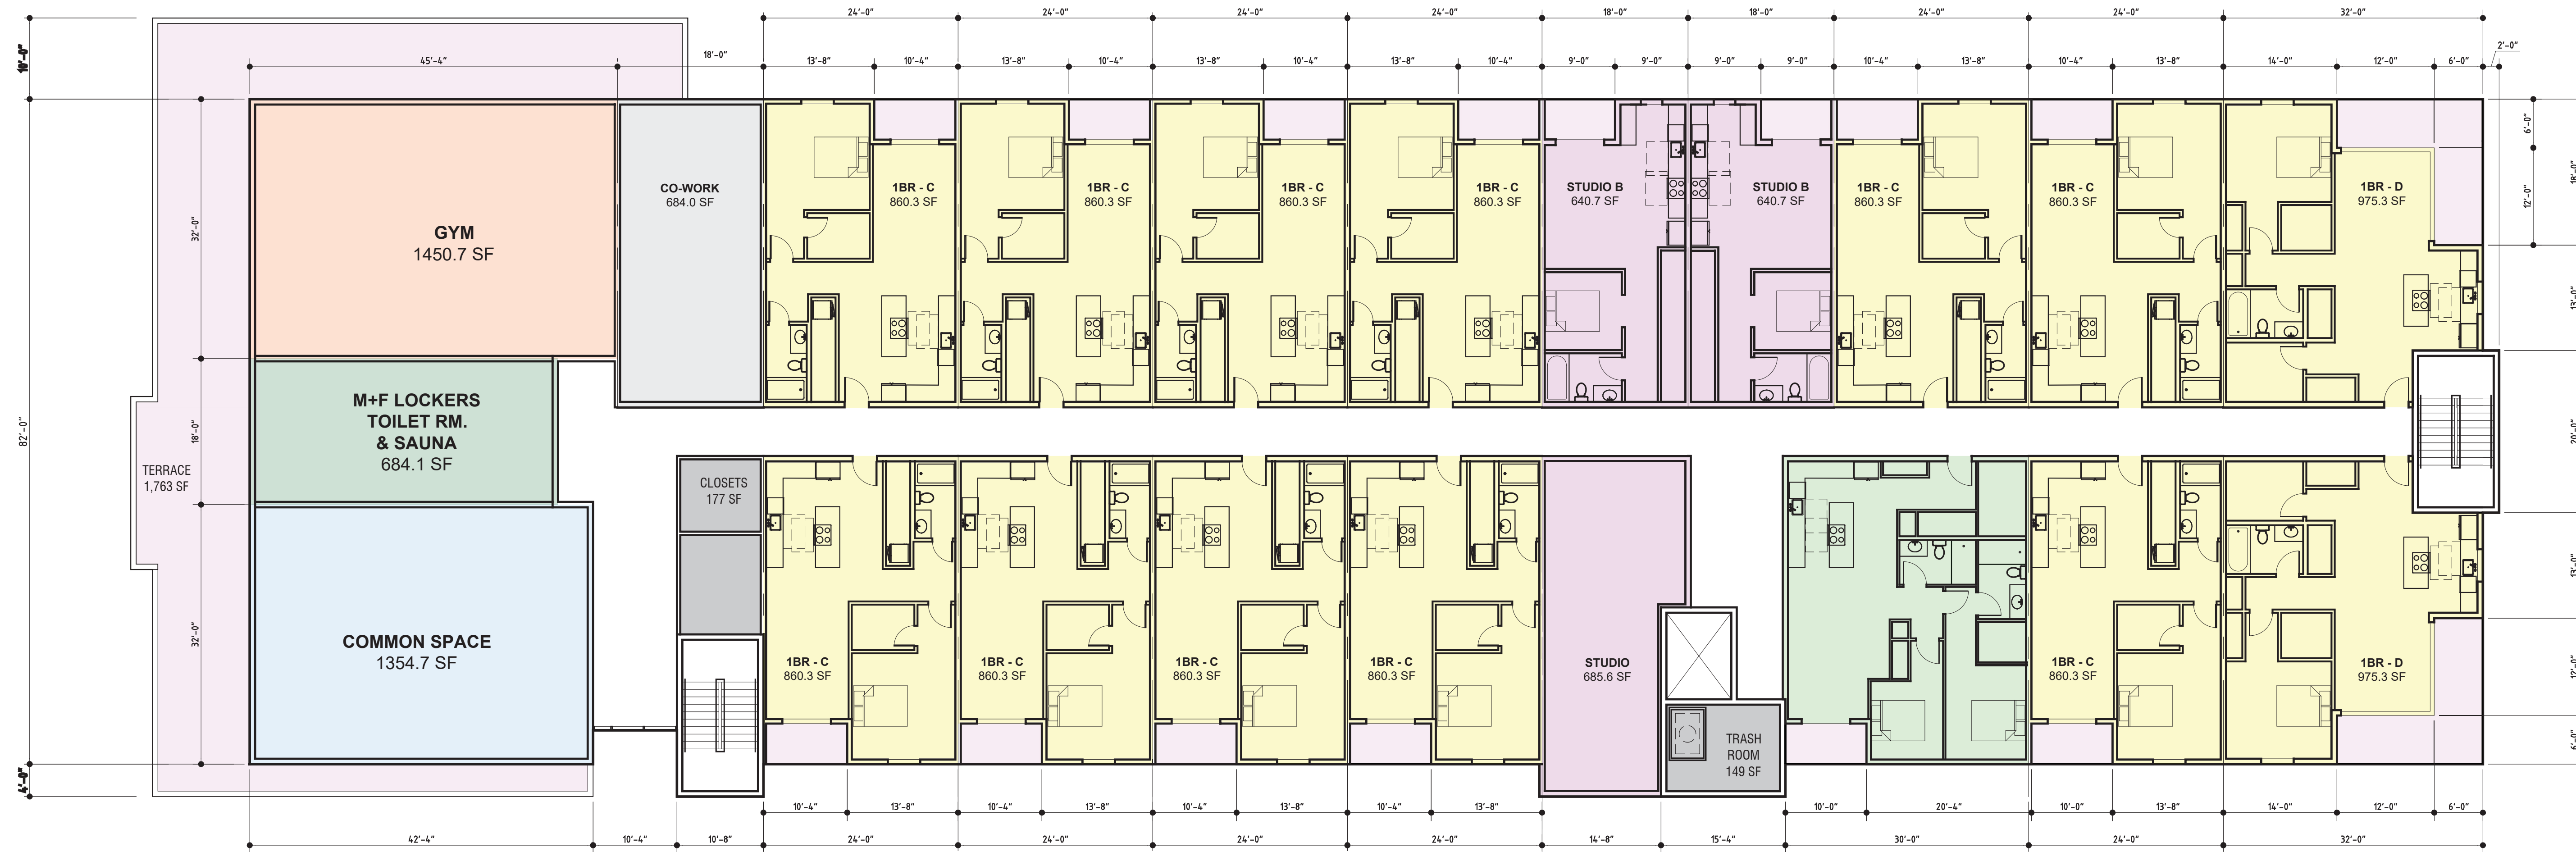 24'-0"
24'-0"
24'-0"
24'-0"
18'-0"
18'-0"
24'-0"
24'-0"
32'-0"
10'-0"
45'-4"
18'-0"
13'-8"
10'-4"
13'-8"
10'-4"
13'-8"
10'-4"
13'-8"
10'-4"
9'-0"
9'-0"
9'-0"
9'-0"
10'-4"
13'-8"
10'-4"
13'-8"
14'-0"
12'-0"
6'-0"
2'-0"
6'-0"
18'-0"
12'-0"
32'-0"
GYM
1450.7 SF
CO-WORK
684.0 SF
1BR - C
860.3 SF
1BR - C
860.3 SF
1BR - C
860.3 SF
1BR - C
860.3 SF
STUDIO B
640.7 SF
STUDIO B
640.7 SF
1BR - C
860.3 SF
1BR - C
860.3 SF
1BR - D
975.3 SF
13'-0"
82'-0"
18'-0"
M+F LOCKERS
TOILET RM.
& SAUNA
684.1 SF
20'-0"
TERRACE
1,763 SF
CLOSETS
177 SF
13'-0"
32'-0"
COMMON SPACE
1354.7 SF
1BR - C
860.3 SF
1BR - C
860.3 SF
1BR - C
860.3 SF
1BR - C
860.3 SF
STUDIO
685.6 SF
1BR - C
860.3 SF
1BR - D
975.3 SF
12'-0"
TRASH
ROOM
149 SF
6'-0"
4'-0"
10'-4"
13'-8"
10'-4"
13'-8"
10'-4"
13'-8"
10'-4"
13'-8"
10'-0"
20'-4"
10'-0"
13'-8"
14'-0"
12'-0"
6'-0"
42'-4"
10'-4"
10'-8"
24'-0"
24'-0"
24'-0"
24'-0"
14'-8"
15'-4"
30'-0"
24'-0"
32'-0"